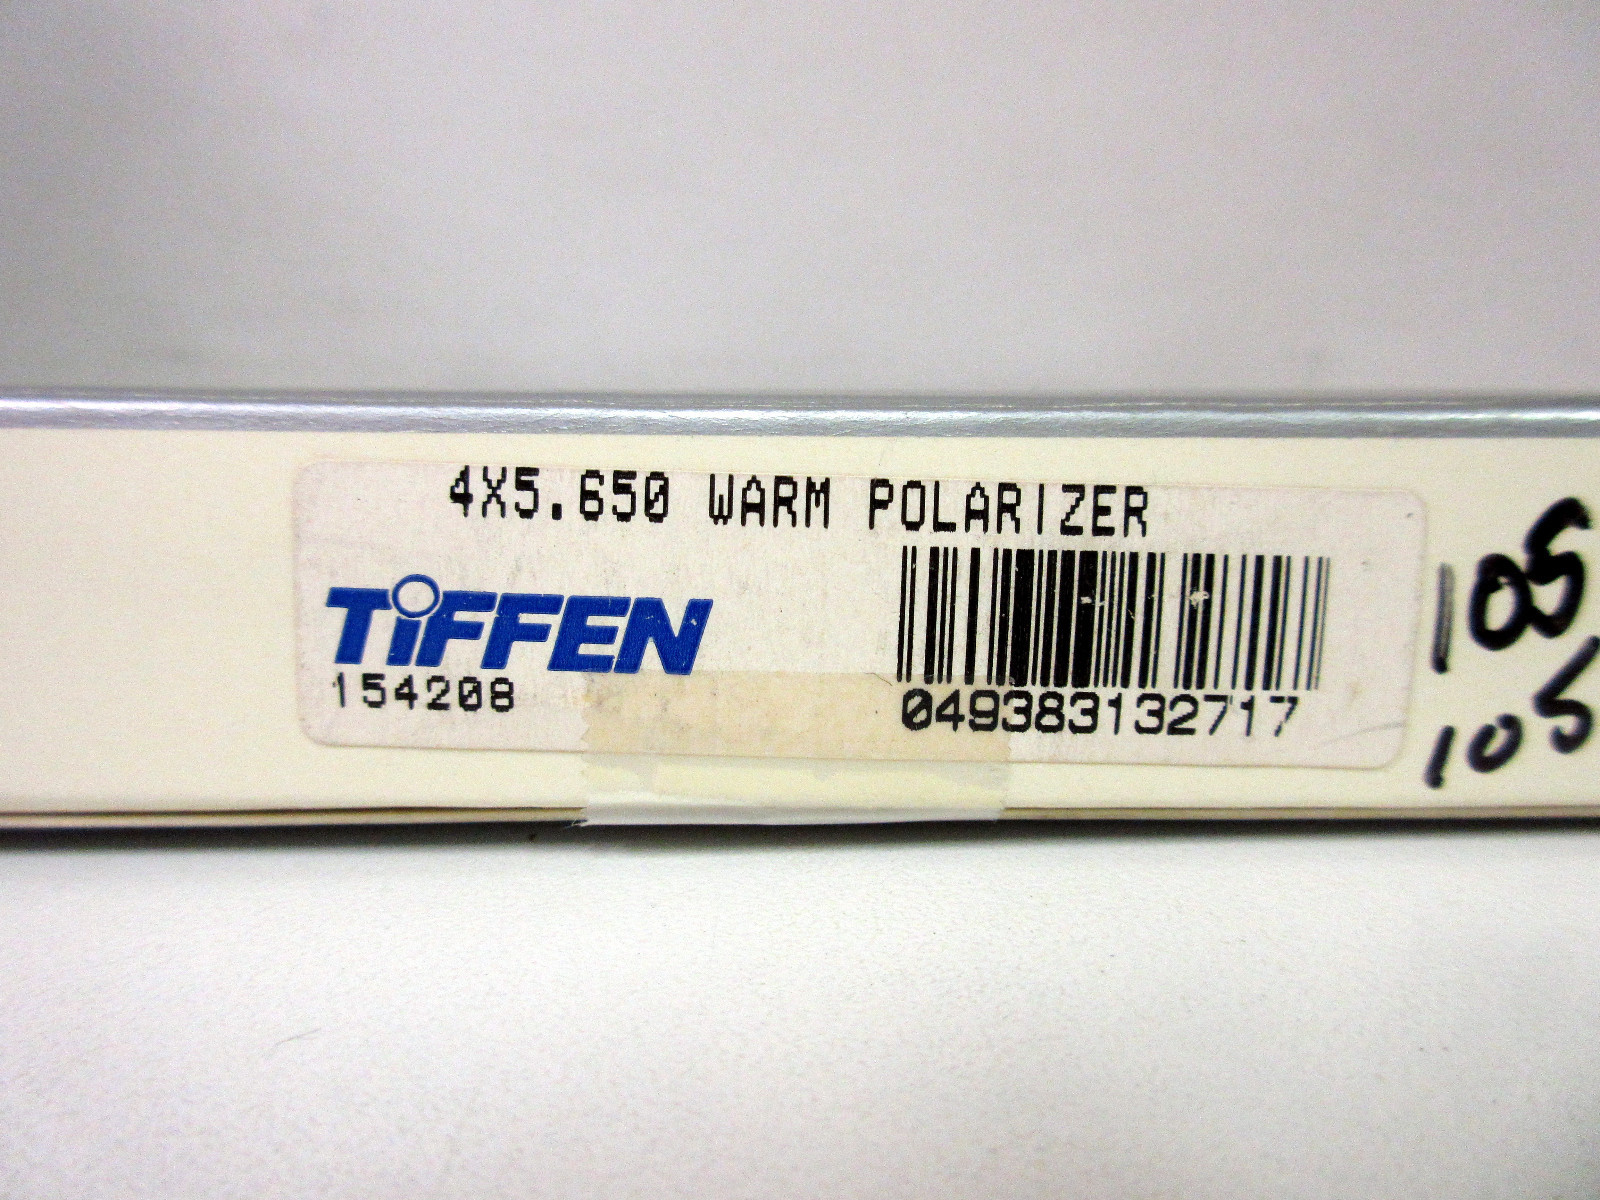 4X5.650 WARM POLARIZER
TiFFEN
154208
049383132717
105
105